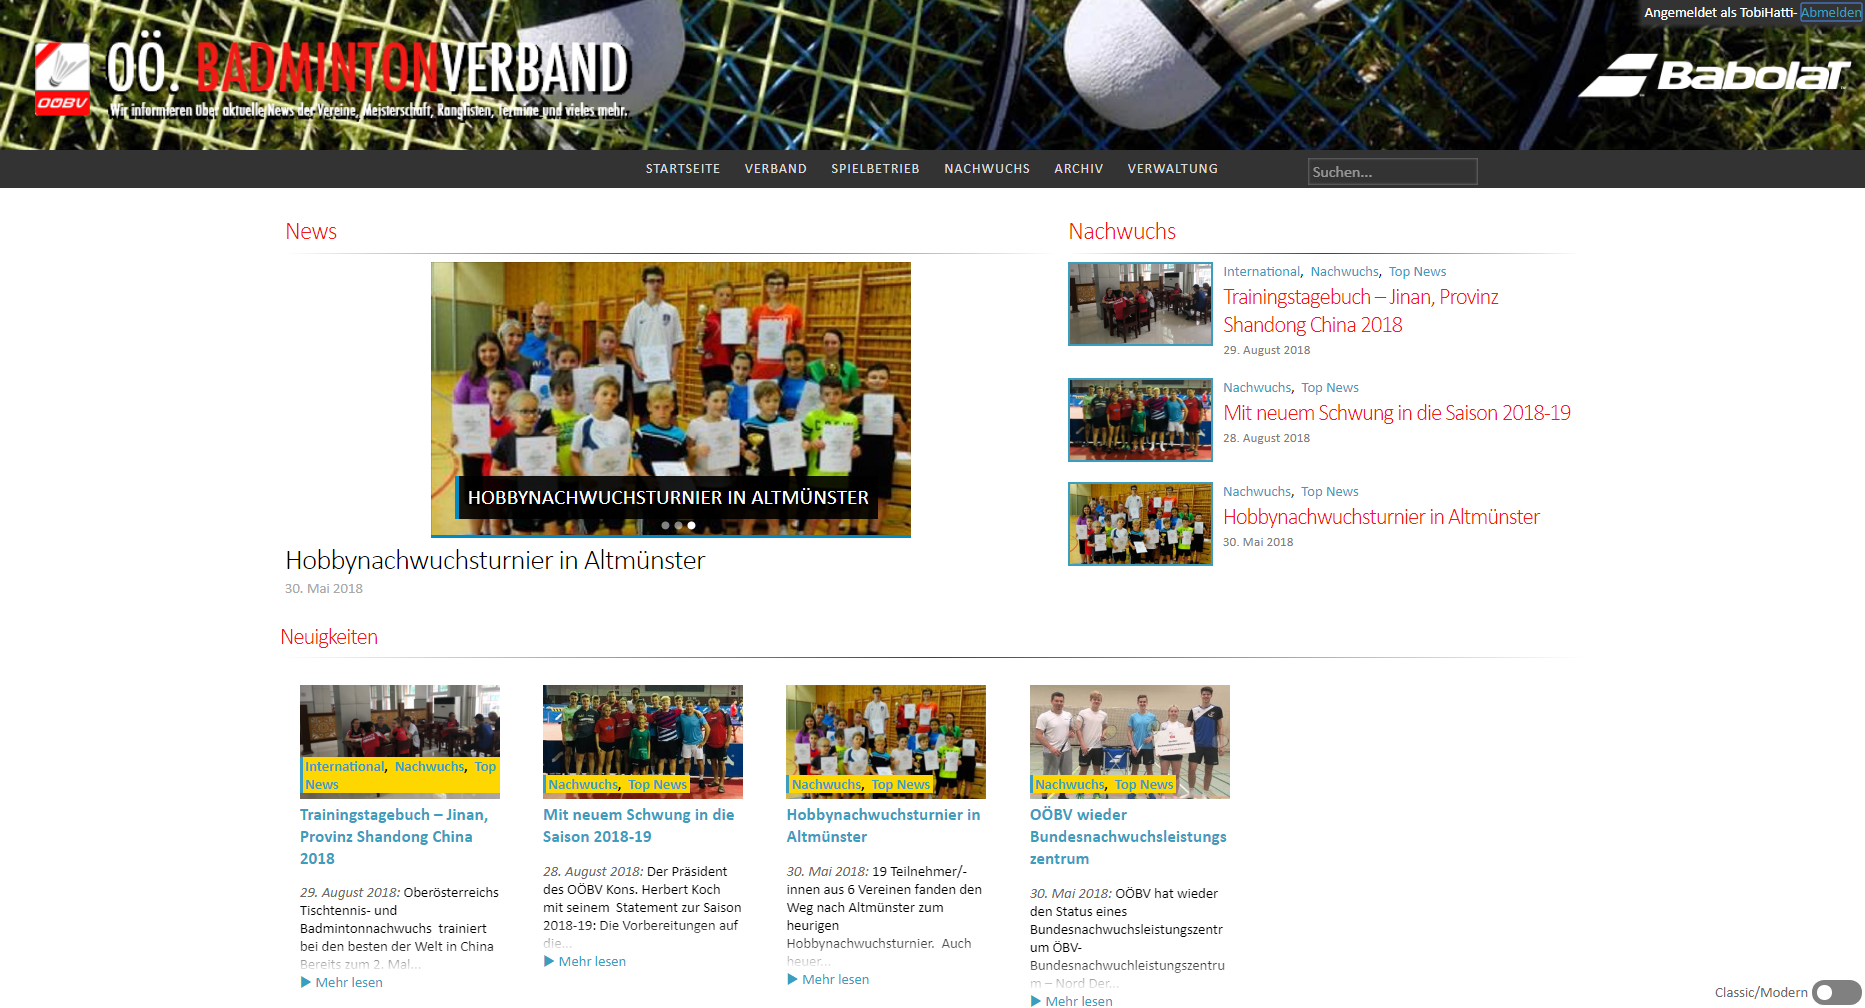 Angemeldet als TobiHatti- Abmelden
OÖ. BADMINTONVERBAND
OÖBV
Wir informieren über aktuelle News der Vereine, Meisterschaft, Ranglisten, Termine und vieles mehr.
BABOLAT
STARTSEITE VERBAND SPIELBETRIEB NACHWUCHS ARCHIV VERWALTUNG
Suchen...
News
HOBBYNACHWUCHSTURNIER IN ALTMÜNSTER
Hobbynachwuchsturnier in Altmünster
30. Mai 2018
Nachwuchs
International, Nachwuchs, Top News
Trainingstagebuch – Jinan, Provinz
Shandong China 2018
29. August 2018
Nachwuchs, Top News
Mit neuem Schwung in die Saison 2018-19
28. August 2018
Nachwuchs, Top News
Hobbynachwuchsturnier in Altmünster
30. Mai 2018
Neuigkeiten
International, Nachwuchs, Top
News
Trainingstagebuch – Jinan,
Provinz Shandong China
2018
29. August 2018: Oberösterreichs
Tischtennis- und
Badmintonnachwuchs trainiert
bei den besten der Welt in China
Bereits zum 2. Mal...
▶ Mehr lesen
Nachwuchs, Top News
Mit neuem Schwung in die
Saison 2018-19
28. August 2018: Der Präsident
des OÖBV Kons. Herbert Koch
mit seinem Statement zur Saison
2018-19: Die Vorbereitungen auf
die...
▶ Mehr lesen
Nachwuchs, Top News
Hobbynachwuchsturnier in
Altmünster
30. Mai 2018: 19 Teilnehmer/-
innen aus 6 Vereinen fanden den
Weg nach Altmünster zum
heurigen
Hobbynachwuchsturnier. Auch
heuer...
▶ Mehr lesen
Nachwuchs, Top News
OÖBV wieder
Bundesnachwuchsleistungs
zentrum
30. Mai 2018: OÖBV hat wieder
den Status eines
Bundesnachwuchsleistungszentr
um ÖBV-
Bundesnachwuchleistungszentru
m – Nord Der...
▶ Mehr lesen
Classic/Modern